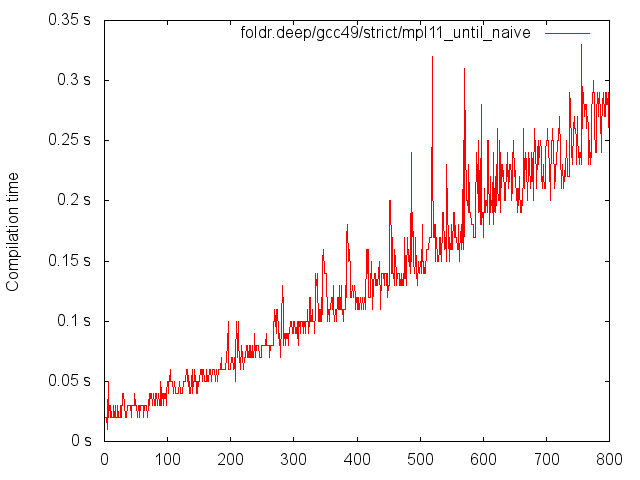 0.35 s
foldr.deep/gcc49/strict/mpl11_until_naive
0.3 s
0.25 s
0.2 s
Compilation time
0.15 s
0.1 s
0.05 s
0 s
0 100 200 300 400 500 600 700 800